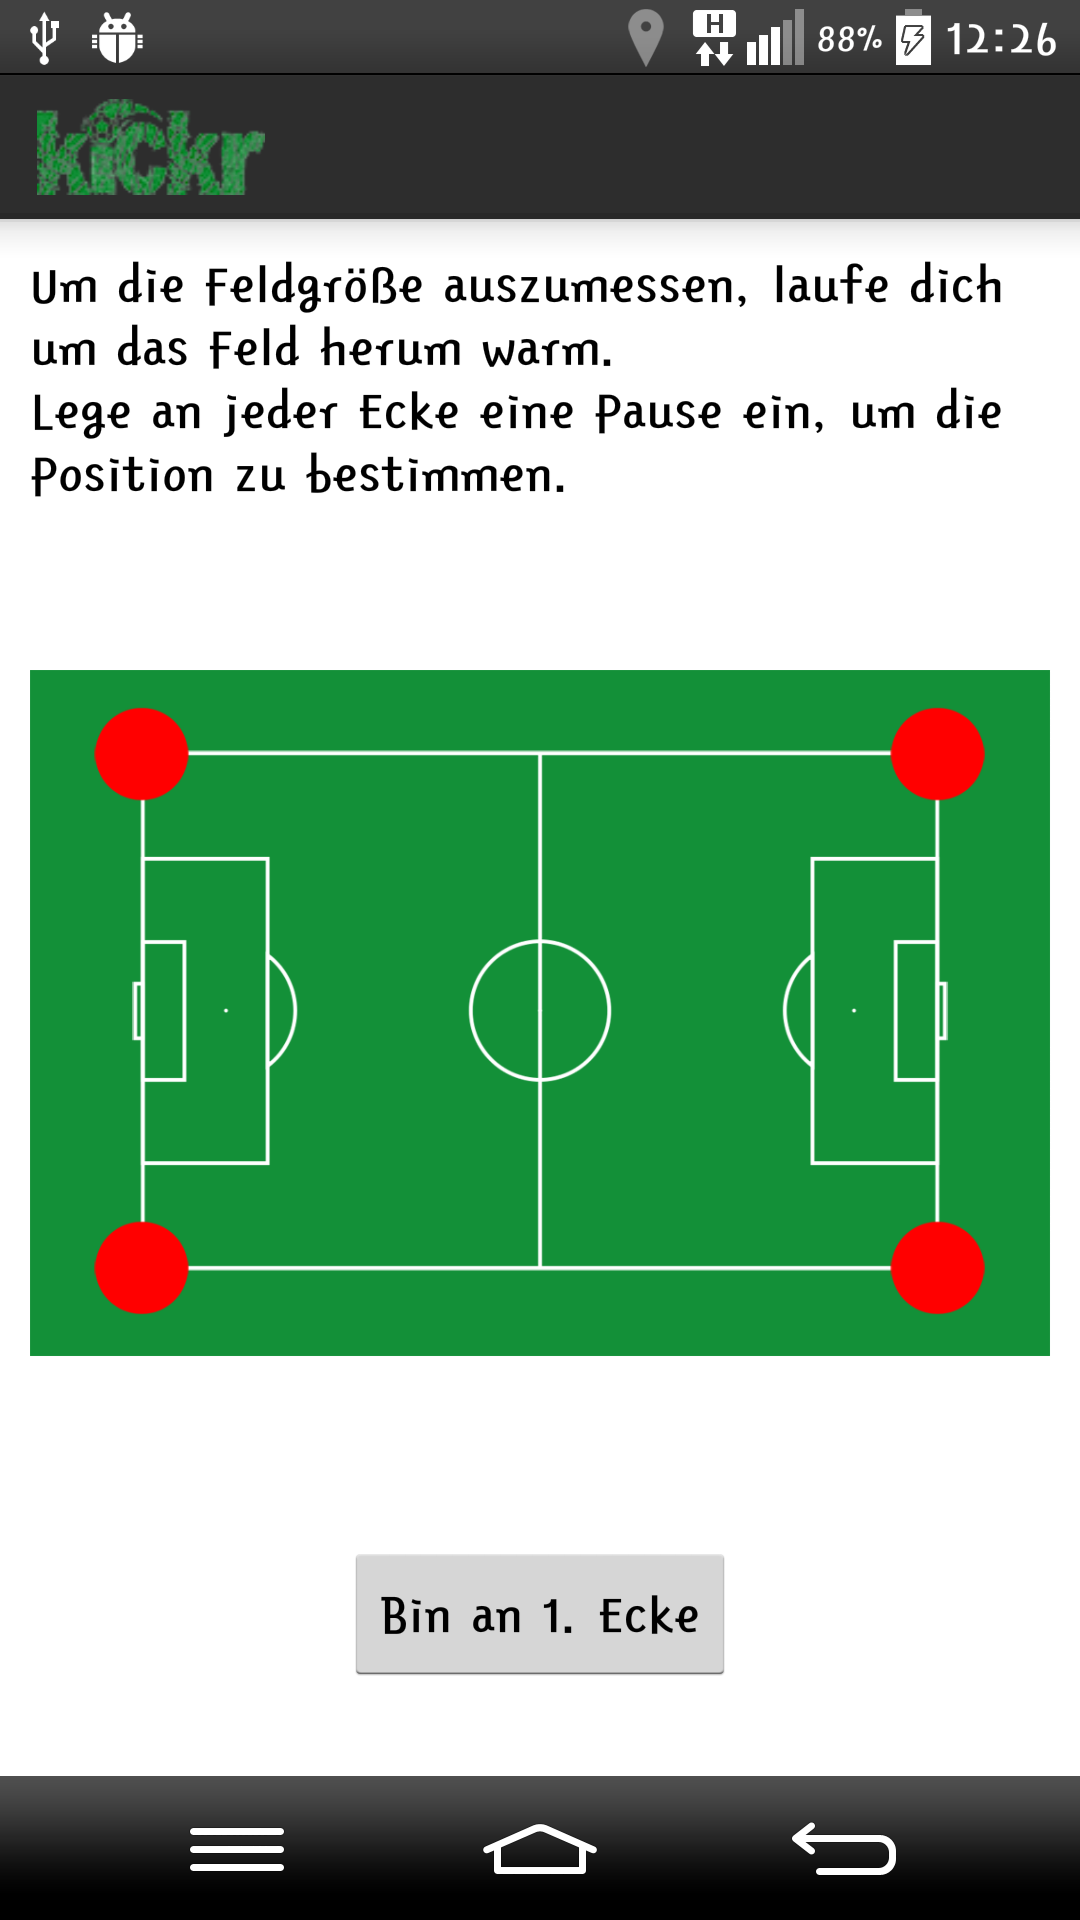 H
88%
12:26
kickr
Um die Feldgröße auszumessen, laufe dich
um das Feld herum warm.
Lege an jeder Ecke eine Pause ein, um die
Position zu bestimmen.
Bin an 1. Ecke